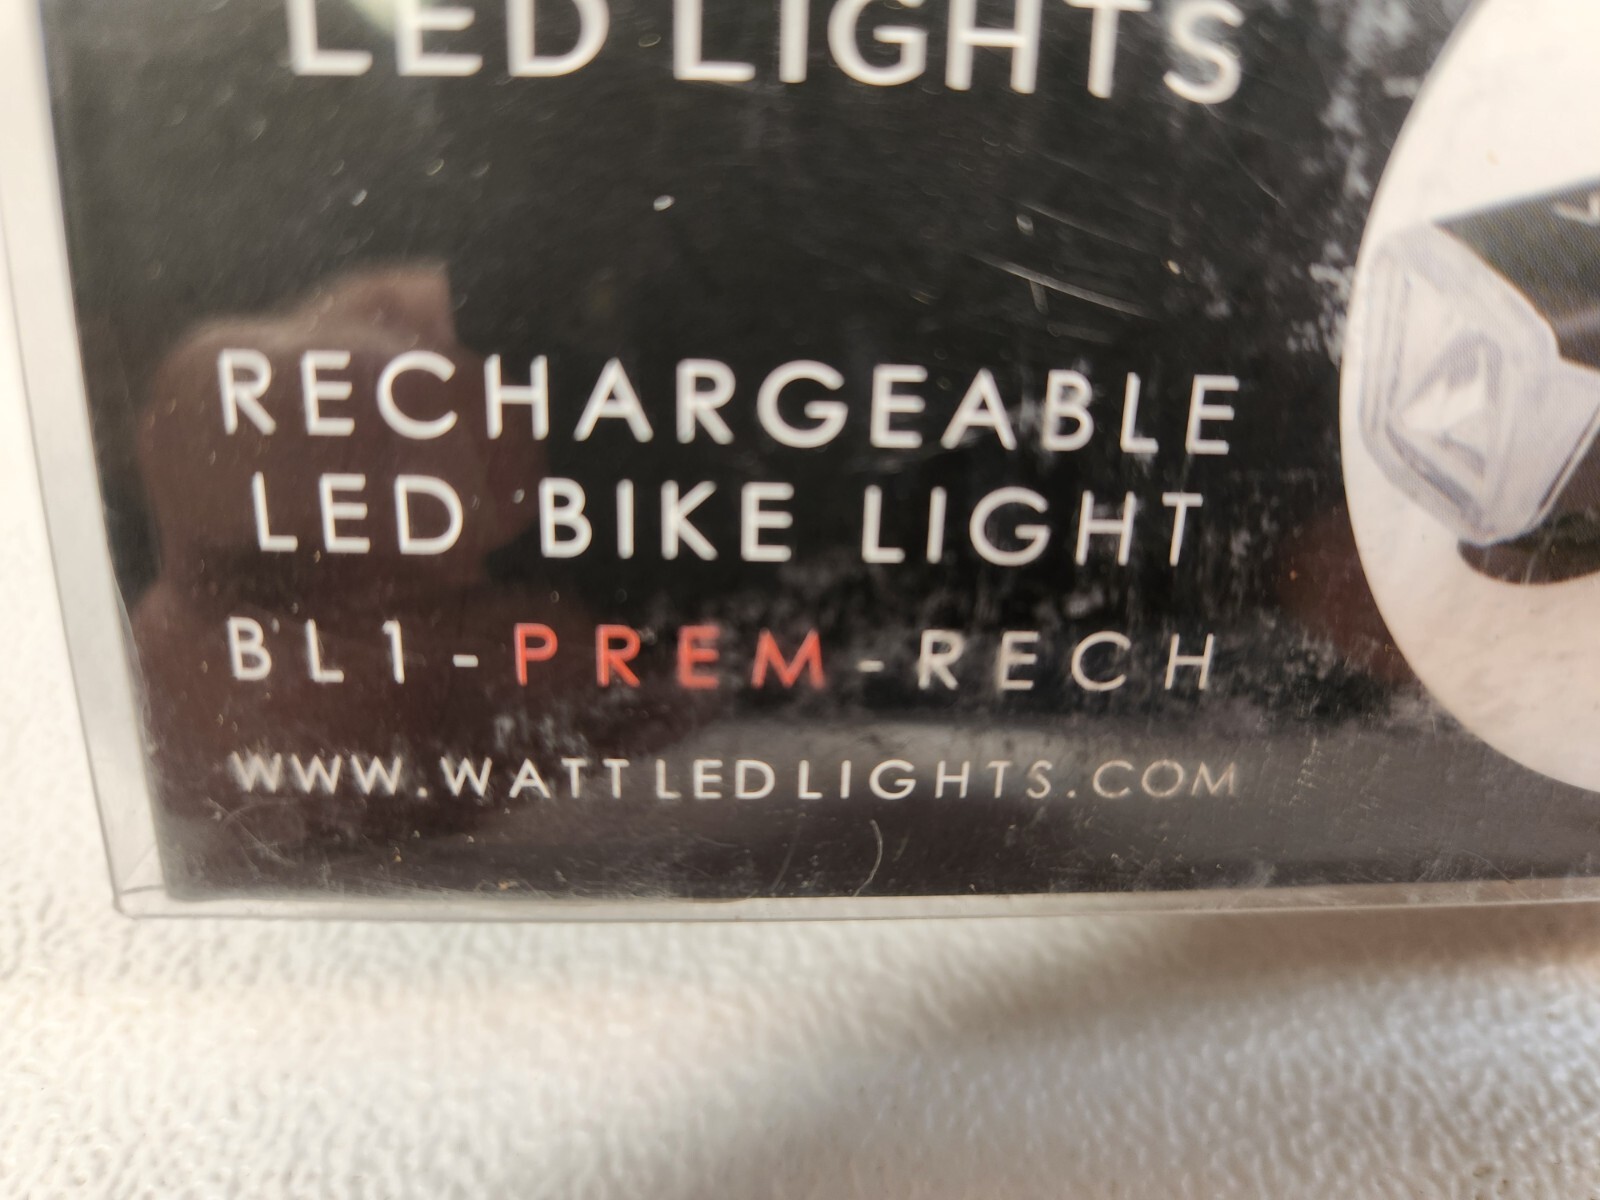 LED LIGHTS
RECHARGEABLE
LED BIKE LIGHT
BL1-PREM-RECH
WWW.WATTLEDLIGHTS.COM